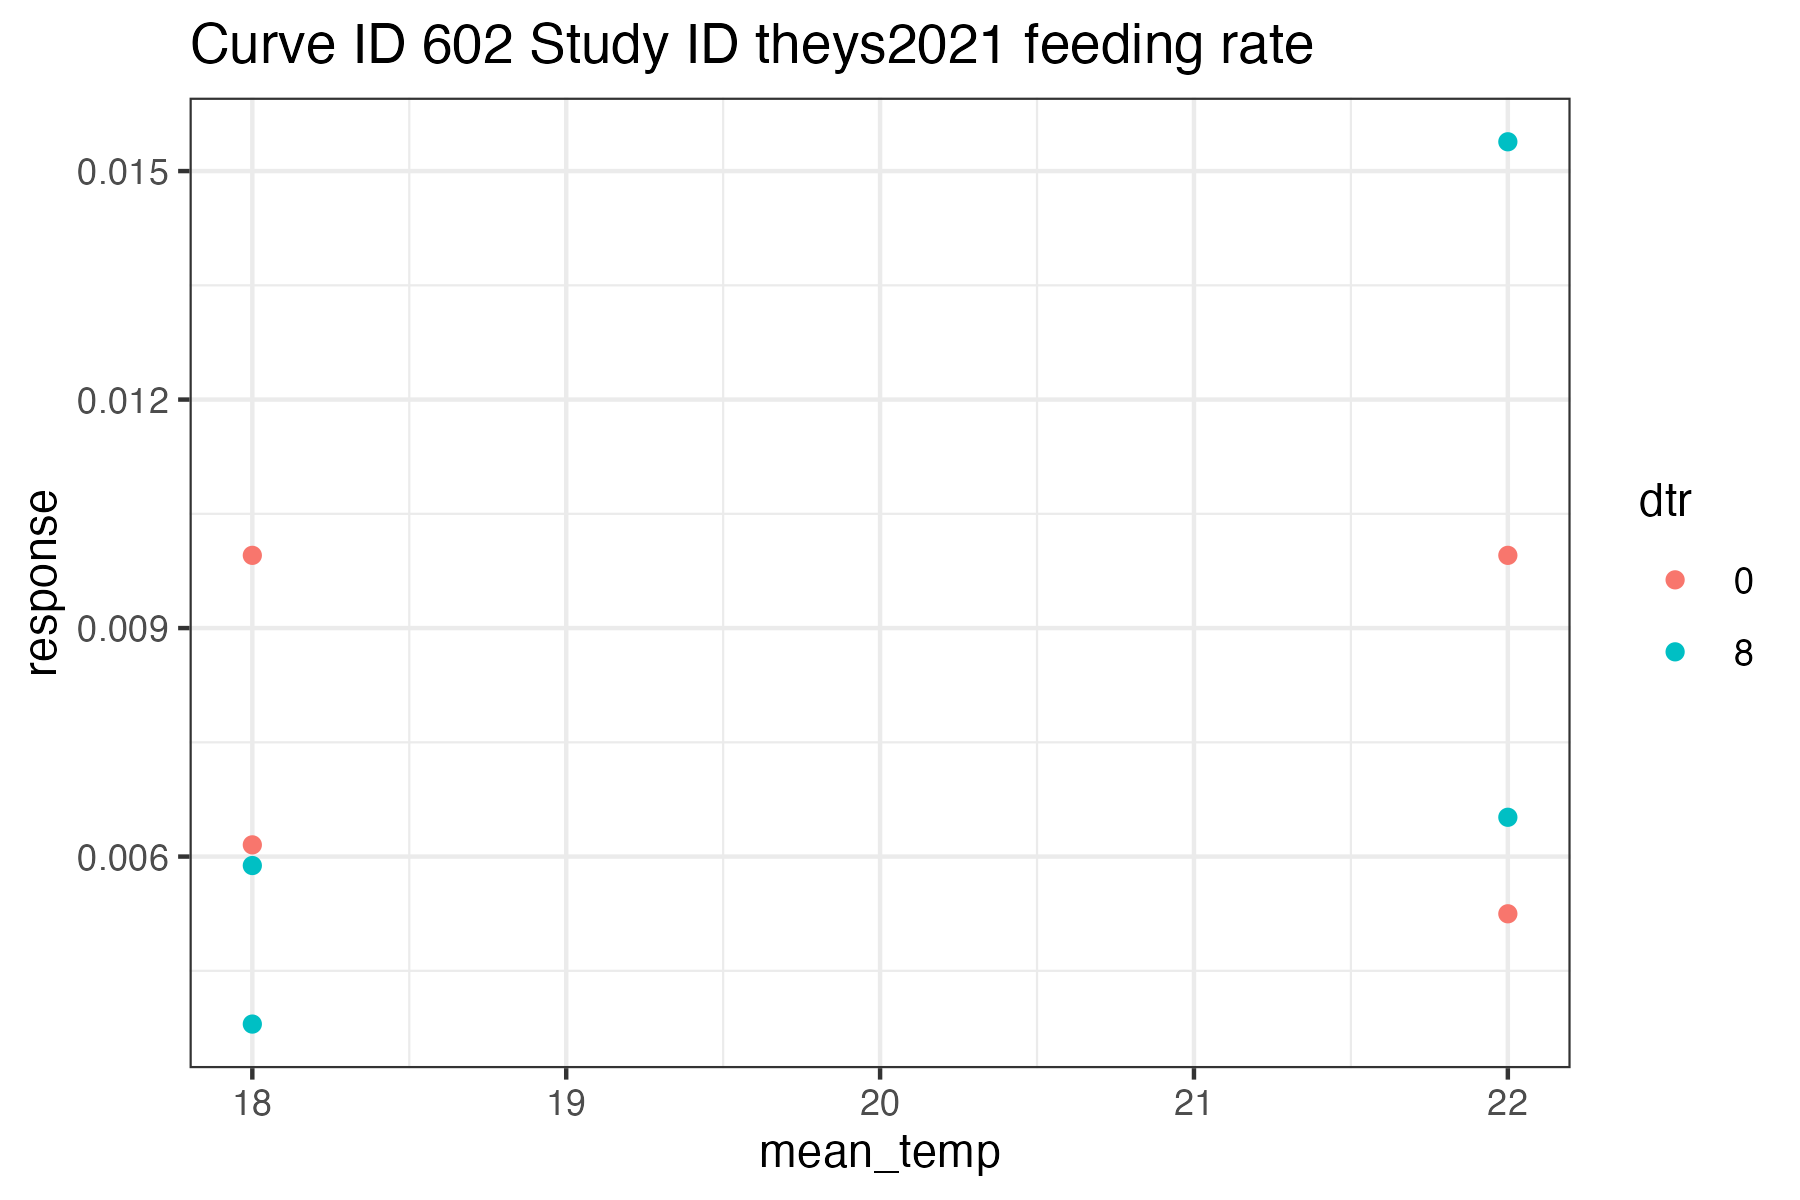 Curve ID 602 Study ID theys2021 feeding rate
0.015
0.012
0.009
0.006
response
18 19 20 21 22
mean_temp
dtr
0
8